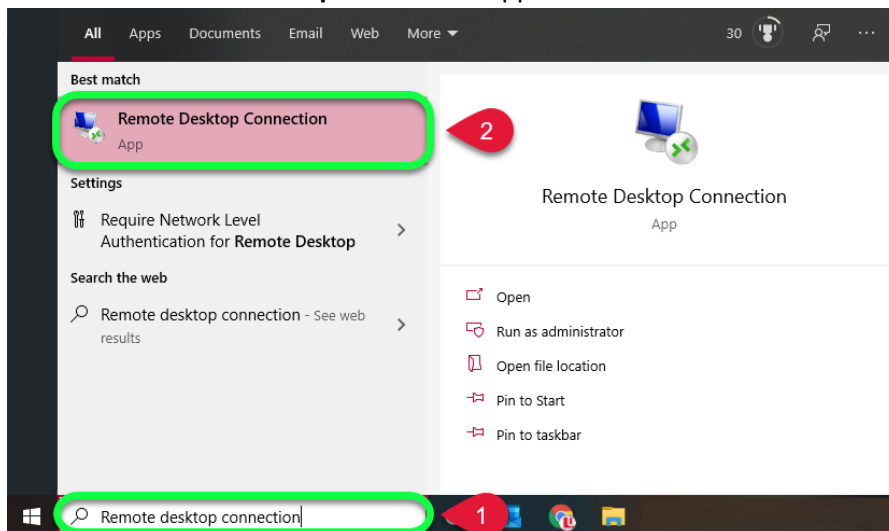 All Apps Documents Email Web More 30
Best match
Remote Desktop Connection
App
2
Settings
Require Network Level
Authentication for Remote Desktop
Search the web
Remote desktop connection - See web
results
Remote Desktop Connection
App
Open
Run as administrator
Open file location
Pin to Start
Pin to taskbar
Remote desktop connection
1